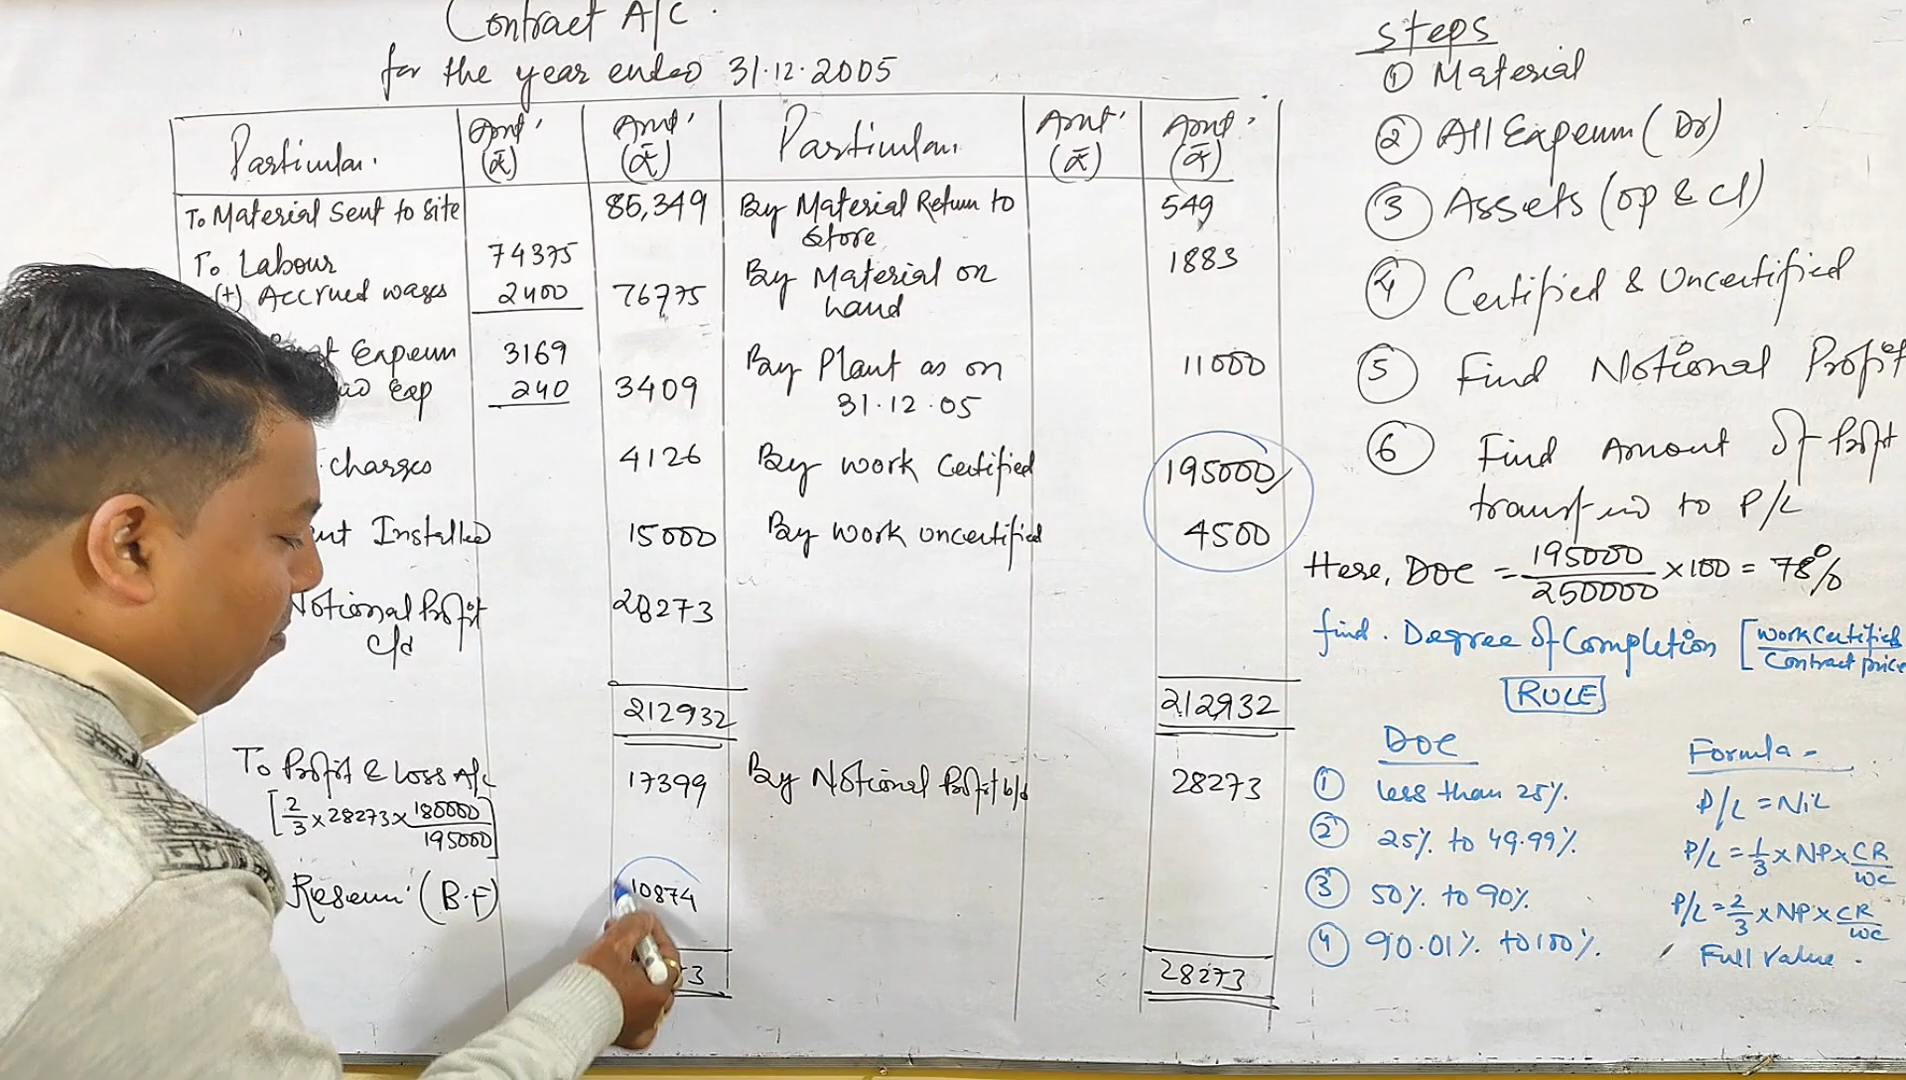 Contract A/c.
for the year ended 31.12.2005
Particular. Amt. (₹) Amt. (₹) Particular. Amt. (₹) Amt. (₹)
To Material Sent to Site 85,349 By Material Return to store 549
To Labour 74375
(+) Accrued wages 2400 76775 By Material on hand 1883
Expenses 3169
Exp 240 3409 By Plant as on 31.12.05 11000
charges 4126 By Work Certified 195000
Installed 15000 By Work Uncertified 4500
Notional Profit c/d 28273
212932 212932
To Profit & Loss A/c 17399 By Notional Profit b/d 28273
[2/3 × 28273 × 180000/195000]
Reserve (B.F) 10874
73 28273
Steps
① Material
② All Expenses (Dr)
③ Assets (op & cl)
④ Certified & Uncertified
⑤ Find Notional Profit
⑥ Find Amount of Profit
transferred to P/L
Here, DOC = 195000/250000 × 100 = 78%
find. Degree of Completion [Work Certified/Contract price
RULE
DOC Formula -
① less than 25%. P/L = NIL
② 25% to 49.99%. P/L = 1/3 × NP × CR/WC
③ 50% to 90%. P/L = 2/3 × NP × CR/WC
④ 90.01% to 100%. Full Value.